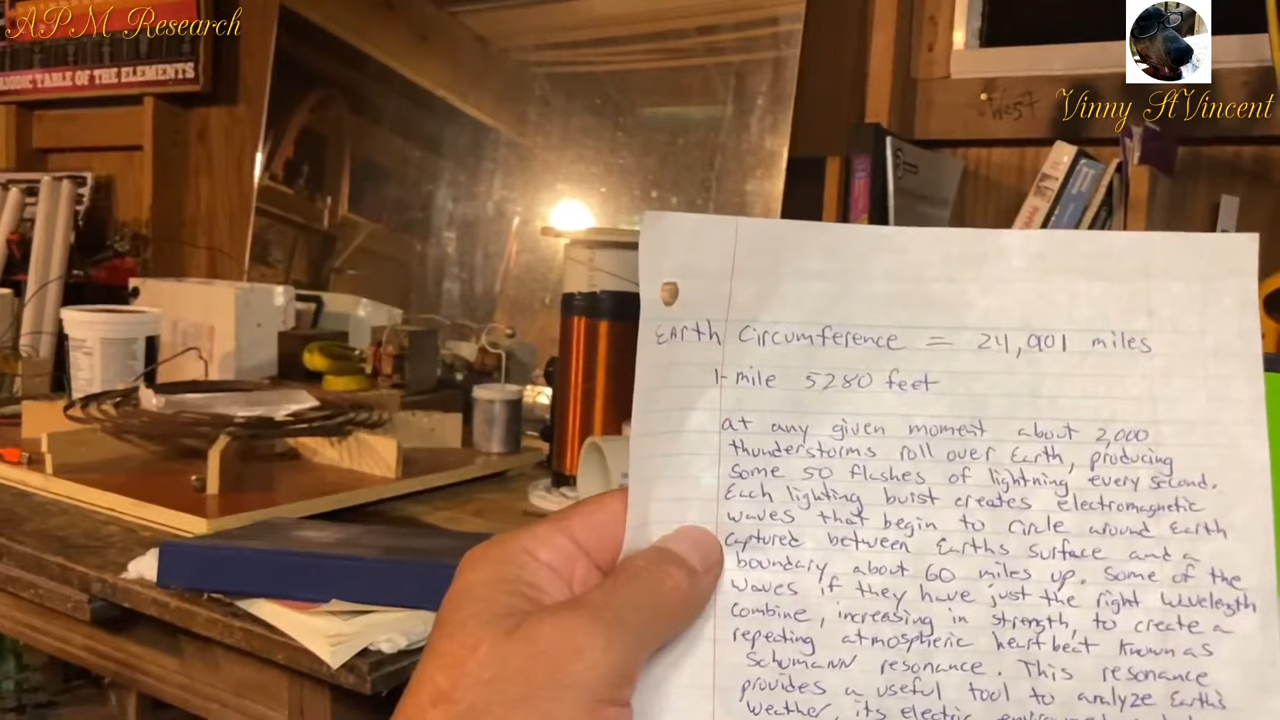 APM Research
IODIC TABLE OF THE ELEMENTS
West
Vinny StVincent
EARth Circumference = 24,901 miles
1-mile 5280 feet
at any given moment about 2,000
thunderstorms roll over Earth, producing
some 50 flashes of lightning every second.
Each lighting burst creates electromagnetic
waves that begin to circle around Earth
captured between Earths surface and a
boundary about 60 miles up. Some of the
waves if they have just the right wavelength
combine, increasing in strength, to create a
repeating atmospheric heartbeat known as
Schumann resonance. This resonance
provides a useful tool to analyze Earth's
weather, its electric